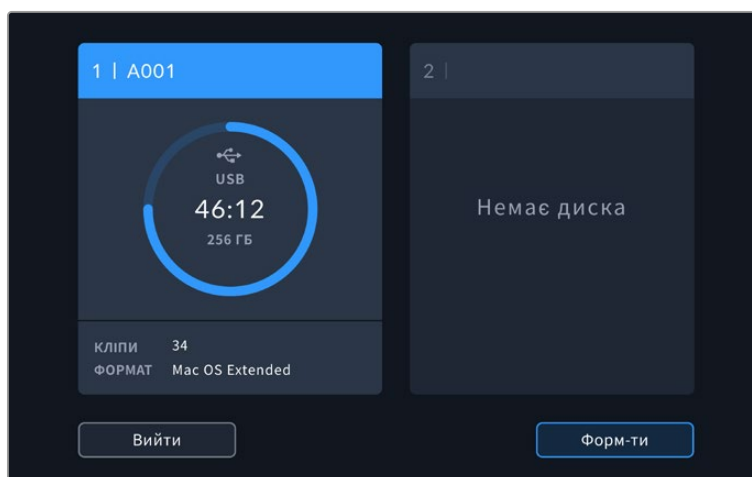 1 | A001
2 |
USB
46:12
256 ГБ
Немає диска
КЛІПИ 34
ФОРМАТ Mac OS Extended
Вийти
Форм-ти